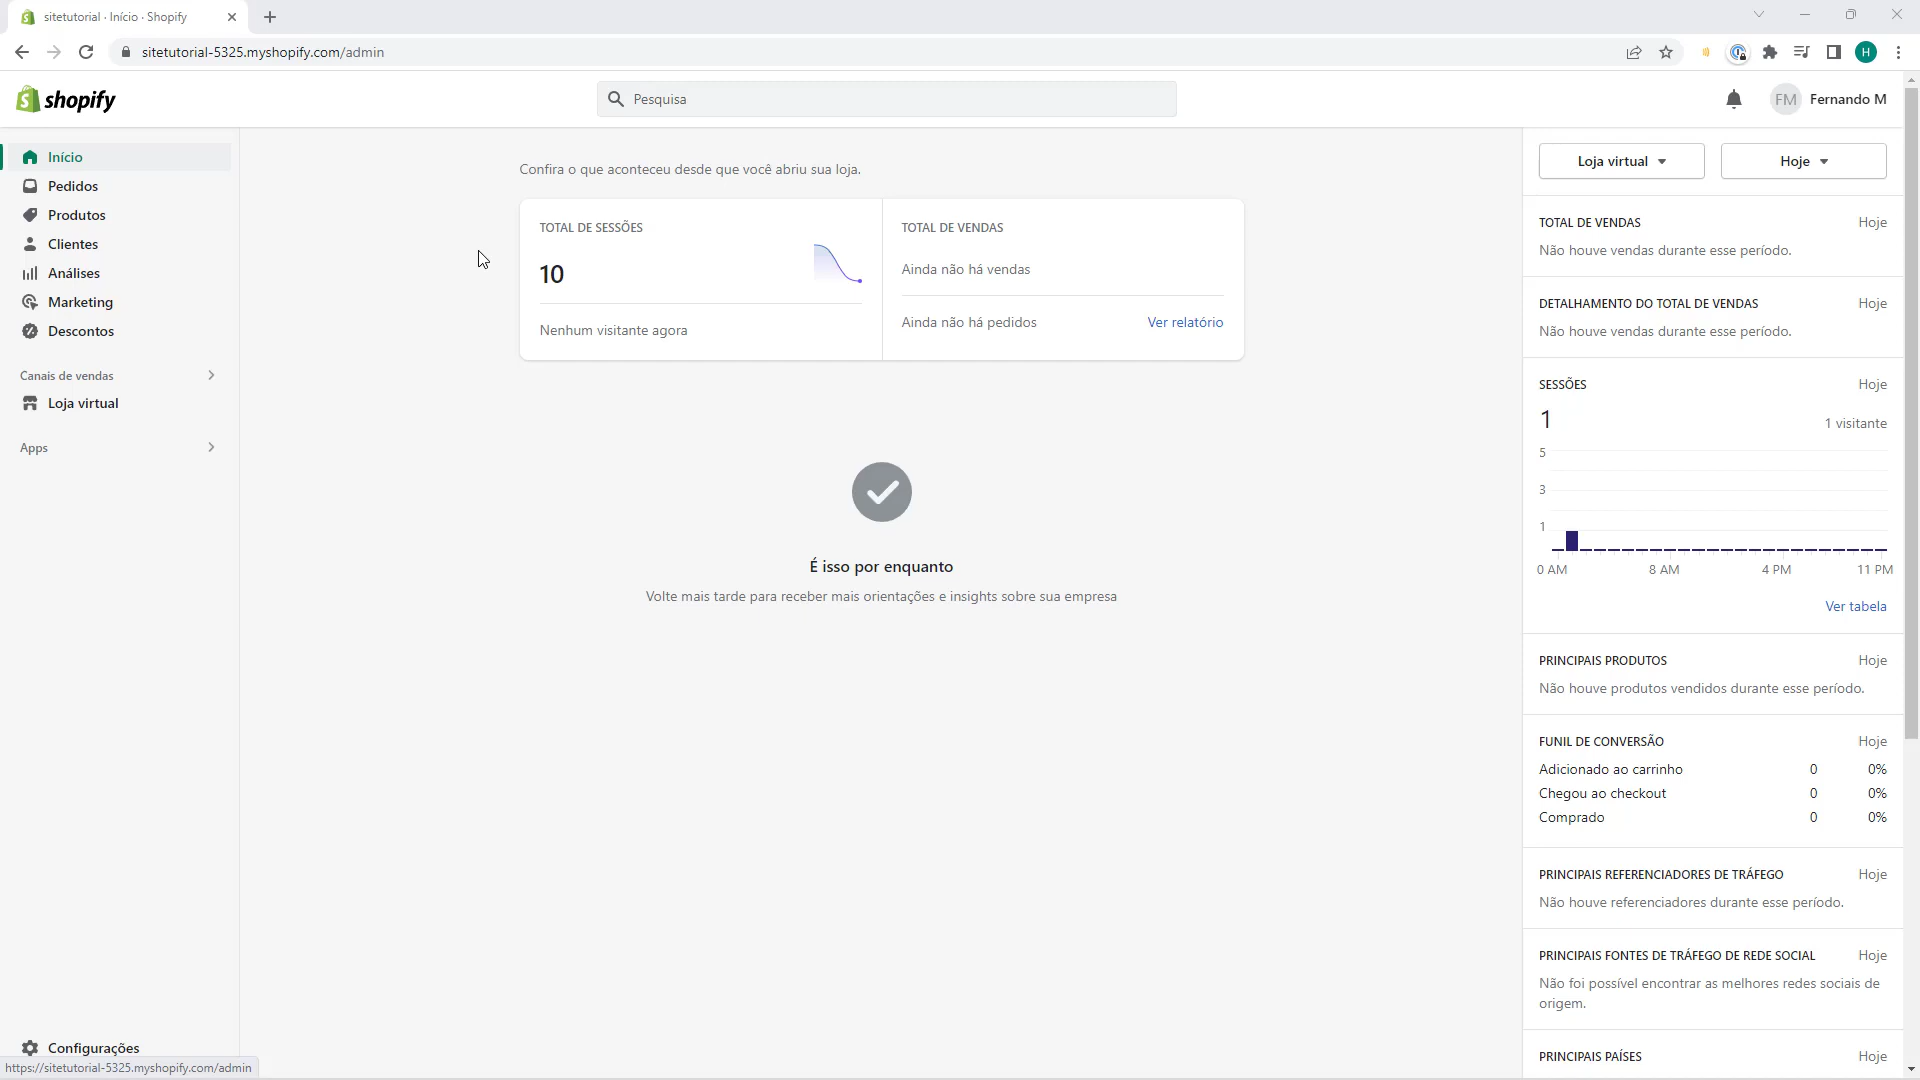 sitetutorial · Início · Shopify
sitetutorial-5325.myshopify.com/admin
H
shopify
Pesquisa
FM
Fernando M
Início
Pedidos
Produtos
Clientes
Análises
Marketing
Descontos
Canais de vendas
Loja virtual
Apps
Configurações
https://sitetutorial-5325.myshopify.com/admin
Confira o que aconteceu desde que você abriu sua loja.
TOTAL DE SESSÕES
10
Nenhum visitante agora
TOTAL DE VENDAS
Ainda não há vendas
Ainda não há pedidos Ver relatório
É isso por enquanto
Volte mais tarde para receber mais orientações e insights sobre sua empresa
Loja virtual Hoje
TOTAL DE VENDAS Hoje
Não houve vendas durante esse período.
DETALHAMENTO DO TOTAL DE VENDAS Hoje
Não houve vendas durante esse período.
SESSÕES Hoje
1 1 visitante
5
3
1
0 AM 8 AM 4 PM 11 PM
Ver tabela
PRINCIPAIS PRODUTOS Hoje
Não houve produtos vendidos durante esse período.
FUNIL DE CONVERSÃO Hoje
Adicionado ao carrinho 0 0%
Chegou ao checkout 0 0%
Comprado 0 0%
PRINCIPAIS REFERENCIADORES DE TRÁFEGO Hoje
Não houve referenciadores durante esse período.
PRINCIPAIS FONTES DE TRÁFEGO DE REDE SOCIAL Hoje
Não foi possível encontrar as melhores redes sociais de
origem.
PRINCIPAIS PAÍSES Hoje